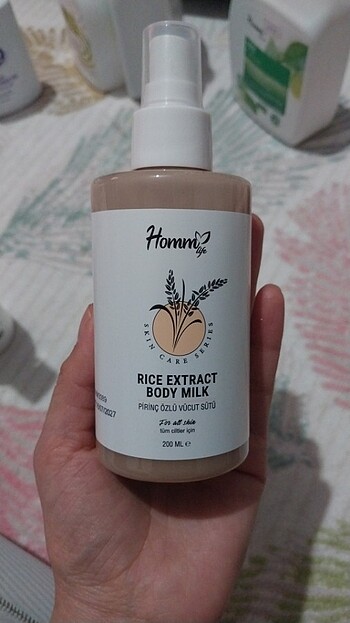 Homm
life
SKIN CARE SERIES
RICE EXTRACT
BODY MILK
PİRİNÇ ÖZLÜ VÜCUT SÜTÜ
For all skin
tüm ciltler için
200 ML ℮
Homm